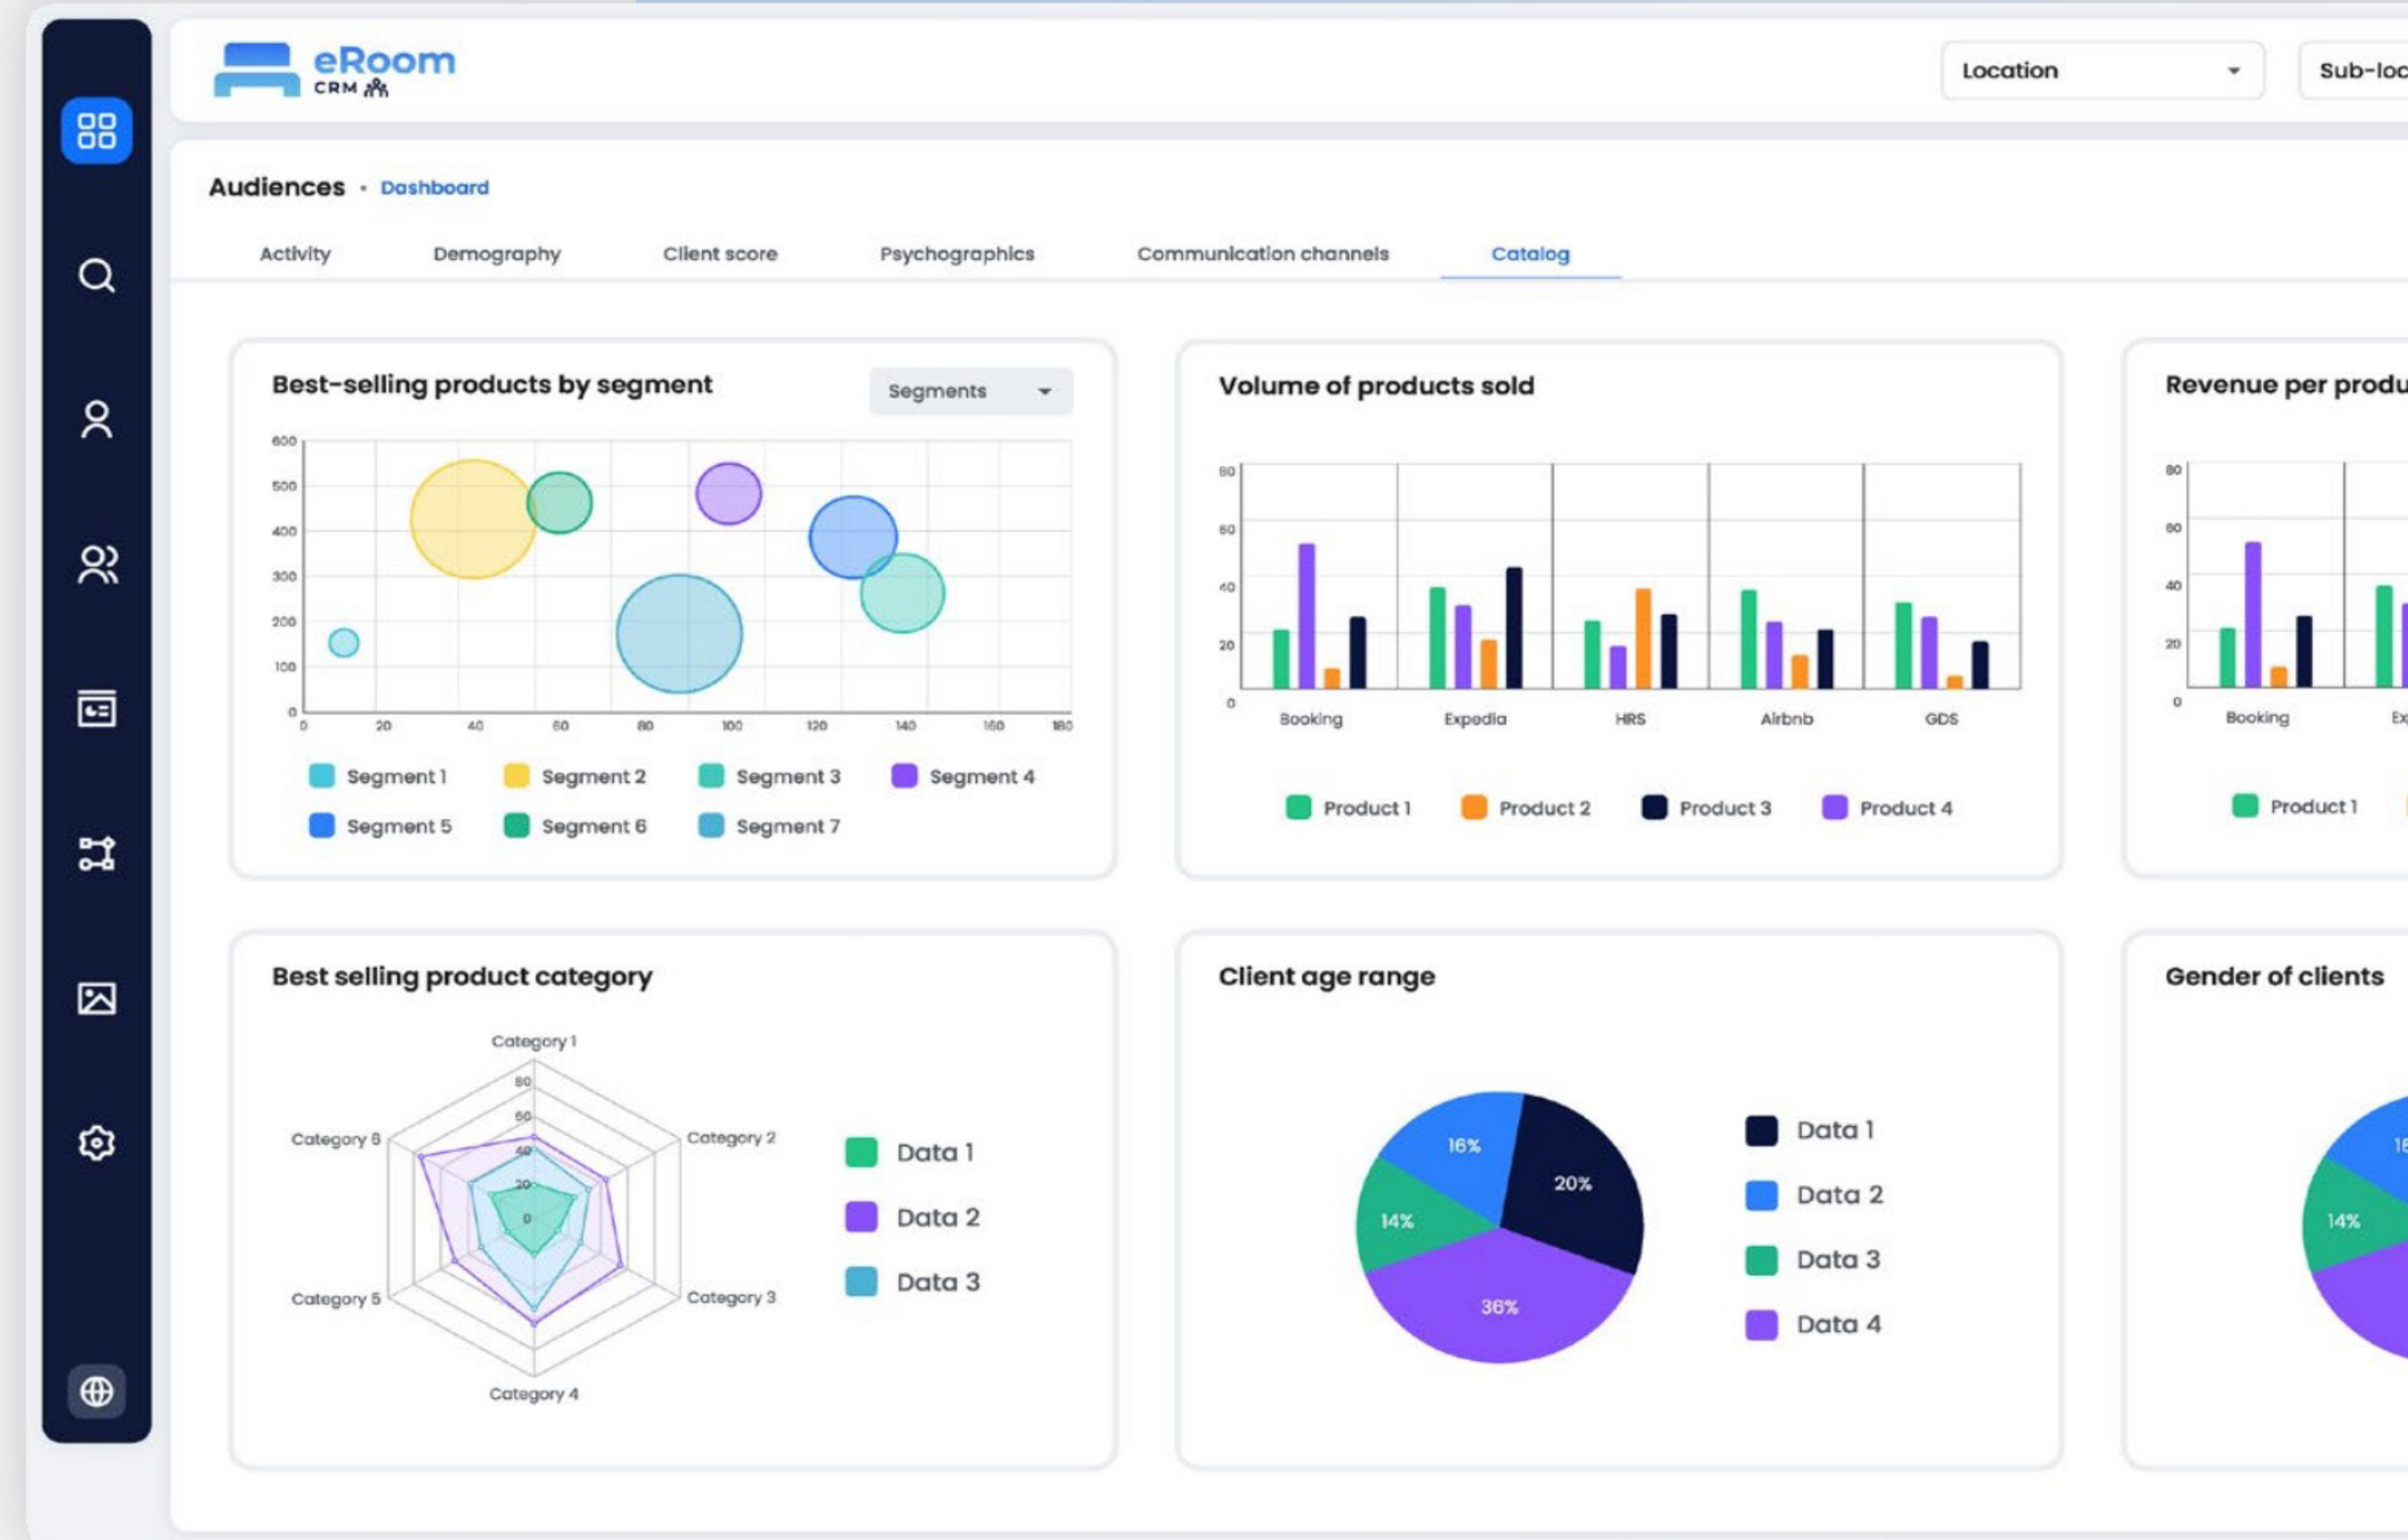 eRoom
CRM
Location
Sub-loc
Audiences • Dashboard
Activity
Demography
Client score
Psychographics
Communication channels
Catalog
Best-selling products by segment
Segments
600
500
400
300
200
100
0
0 20 40 60 80 100 120 140 160 180
Segment 1 Segment 2 Segment 3 Segment 4
Segment 5 Segment 6 Segment 7
Volume of products sold
80
60
40
20
0
Booking Expedia HRS Airbnb GDS
Product 1 Product 2 Product 3 Product 4
Revenue per produ
80
60
40
20
0
Booking Ex
Product 1
Best selling product category
Category 1
Category 2
Category 3
Category 4
Category 5
Category 6
80
60
40
20
0
Data 1
Data 2
Data 3
Client age range
16%
20%
14%
36%
Data 1
Data 2
Data 3
Data 4
Gender of clients
16
14%